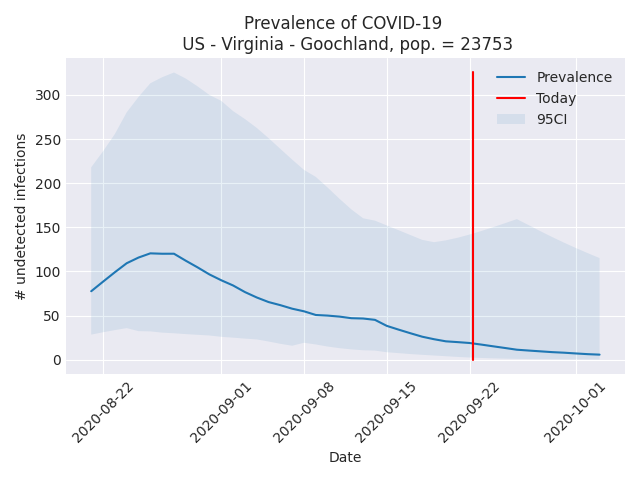 Prevalence of COVID-19
US - Virginia - Goochland, pop. = 23753
Prevalence
Today
95CI
# undetected infections
300
250
200
150
100
50
0
2020-08-22
2020-09-01
2020-09-08
2020-09-15
2020-09-22
2020-10-01
Date